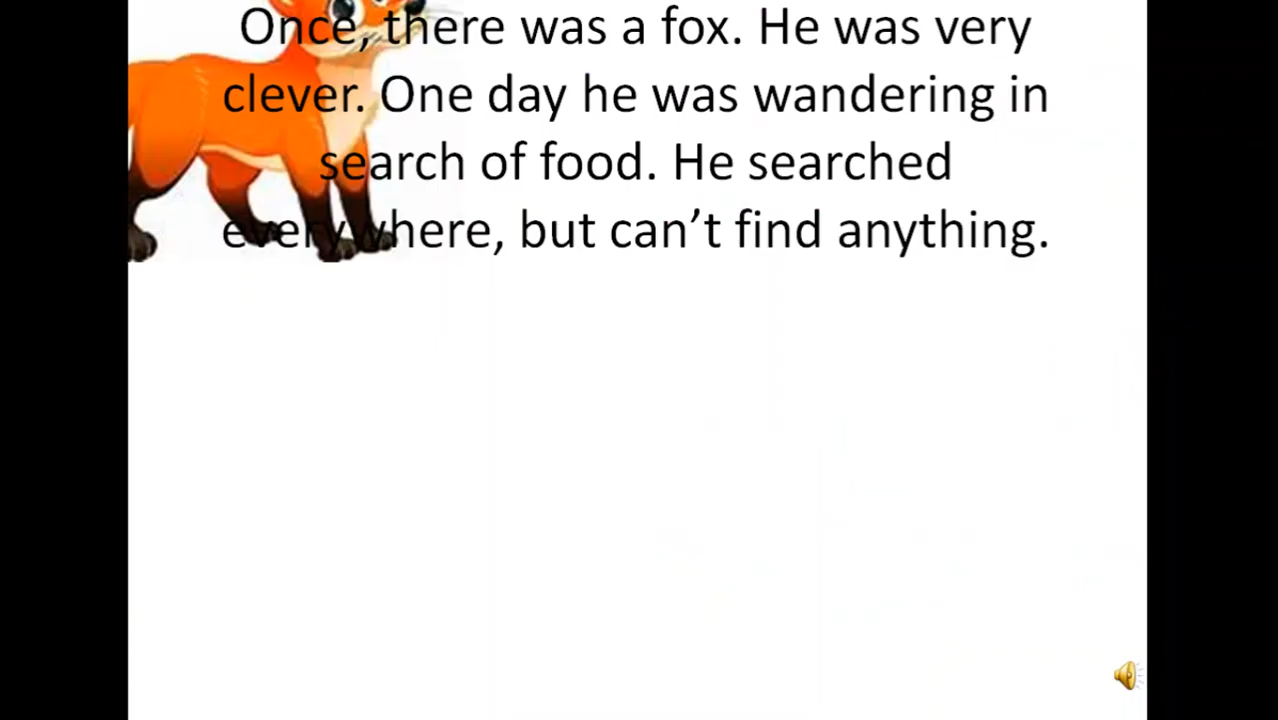 Once, there was a fox. He was very
clever. One day he was wandering in
search of food. He searched
everywhere, but can’t find anything.